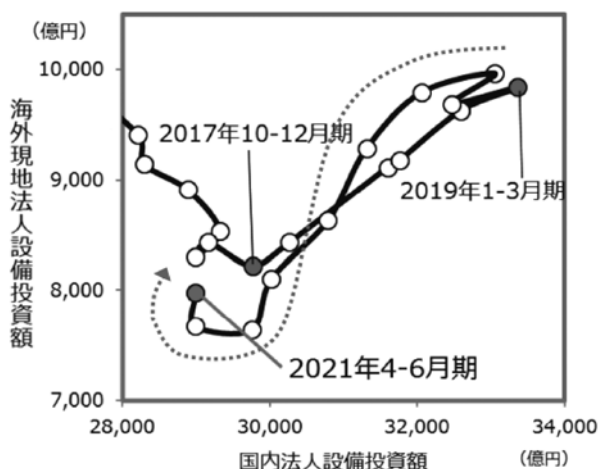 （億円）
10,000
9,000
8,000
7,000
海外現地法人設備投資額
2017年10-12月期
2019年1-3月期
2021年4-6月期
28,000
30,000
32,000
34,000
国内法人設備投資額
（億円）